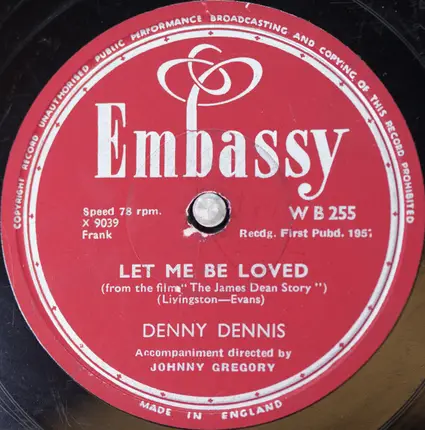 COPYRIGHT RECORD UNAUTHORISED PUBLIC PERFORMANCE BROADCASTING AND COPYING OF THIS RECORD PROHIBITED
Embassy
Speed 78 rpm.
X 9039
Frank
WB 255
Recdg. First Pubd. 1957
LET ME BE LOVED
(from the film "The James Dean Story")
(Livingston—Evans)
DENNY DENNIS
Accompaniment directed by
JOHNNY GREGORY
MADE IN ENGLAND